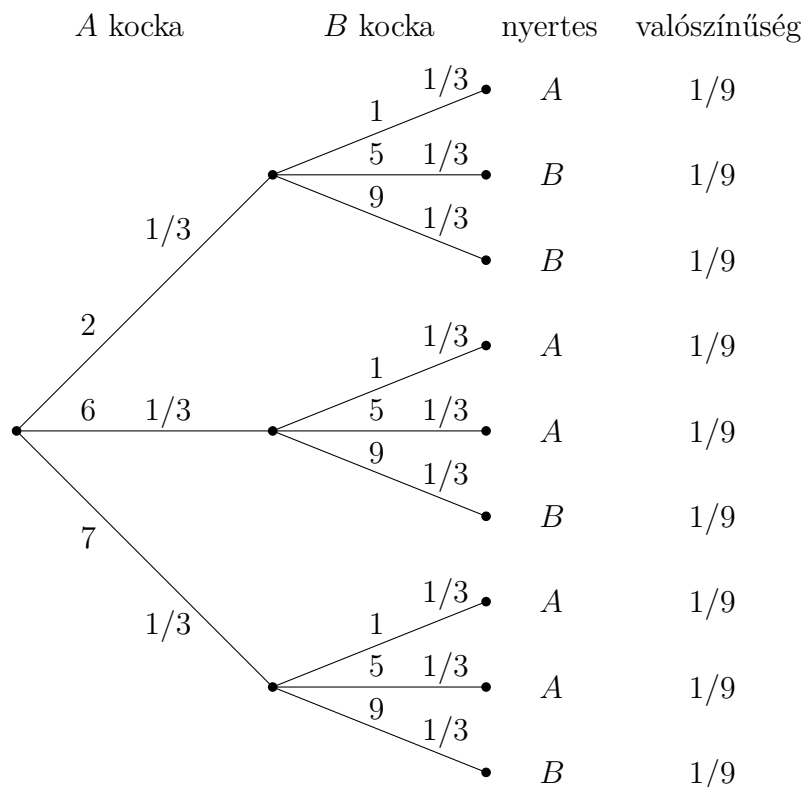 A kocka B kocka nyertes valószínűség
1/3 A 1/9
1
5 1/3 B 1/9
9
1/3 1/3 B 1/9
2
1/3 A 1/9
1
6 1/3 5 1/3 A 1/9
9
1/3 B 1/9
7
1/3 A 1/9
1/3 1
5 1/3 A 1/9
9
1/3 B 1/9